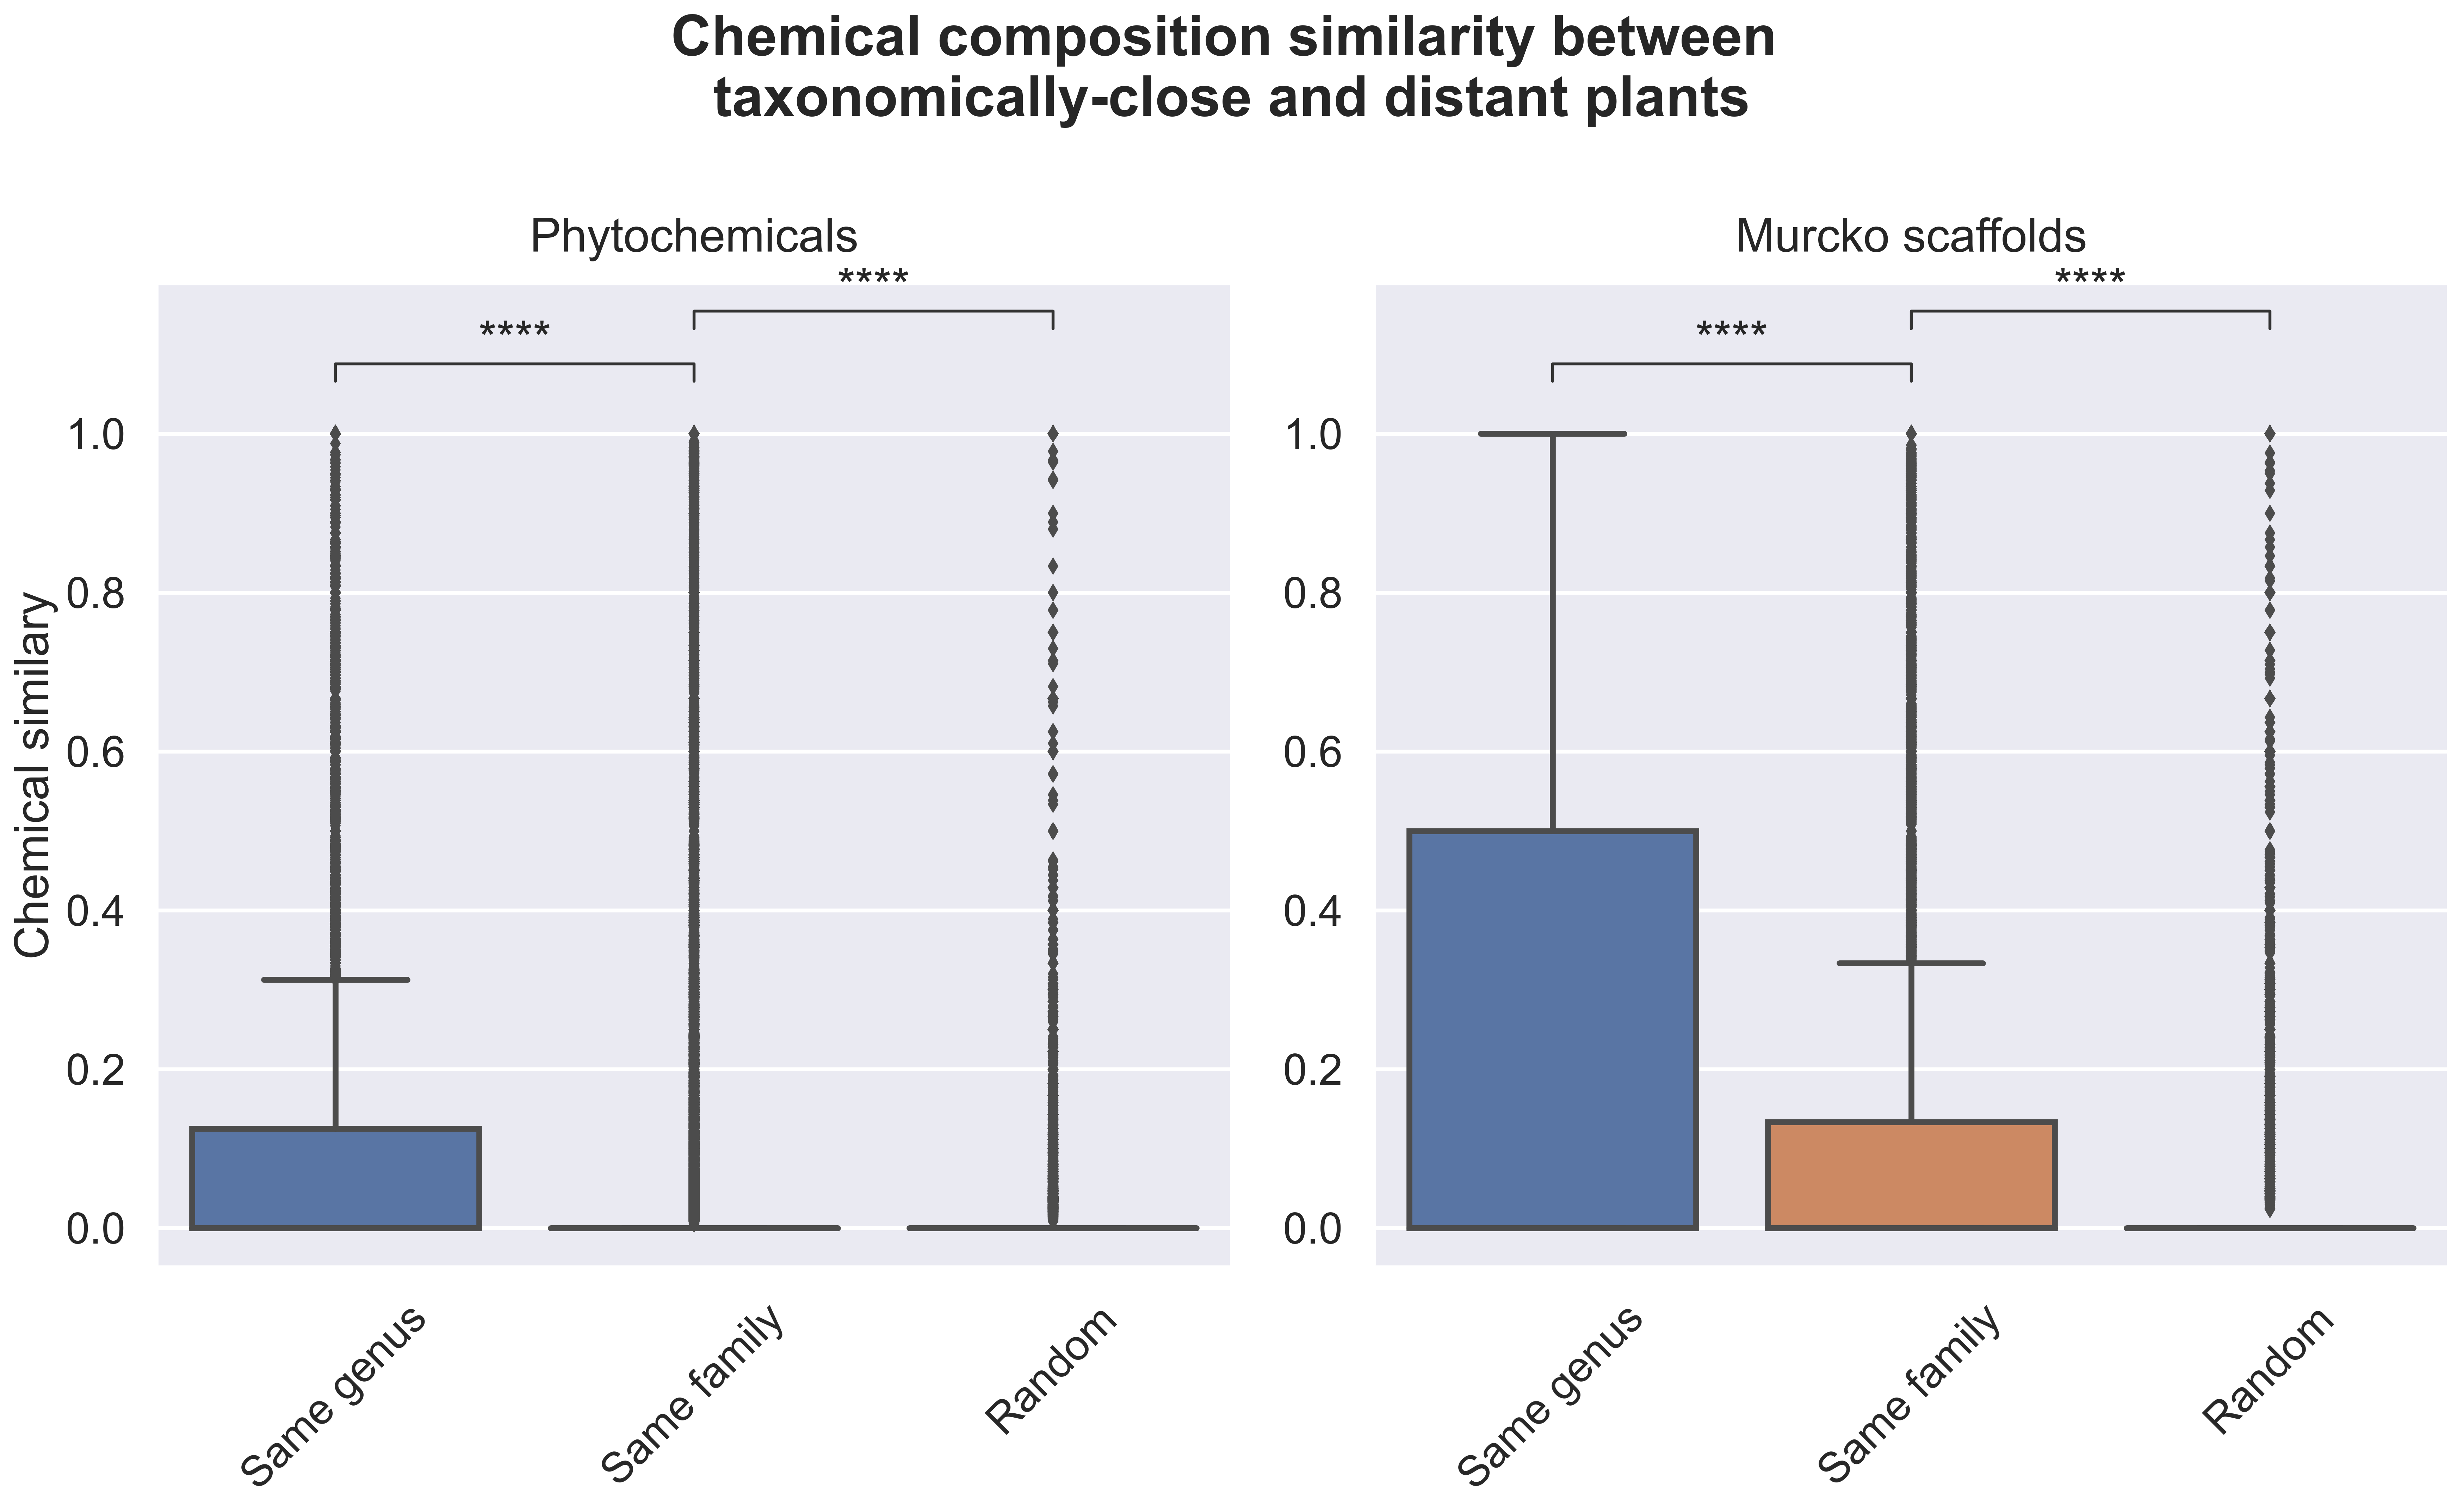 Chemical composition similarity between
taxonomically-close and distant plants
Phytochemicals
****
****
1.0
0.8
0.6
0.4
0.2
0.0
Chemical similary
Same genus
Same family
Random
Murcko scaffolds
****
****
1.0
0.8
0.6
0.4
0.2
0.0
Same genus
Same family
Random